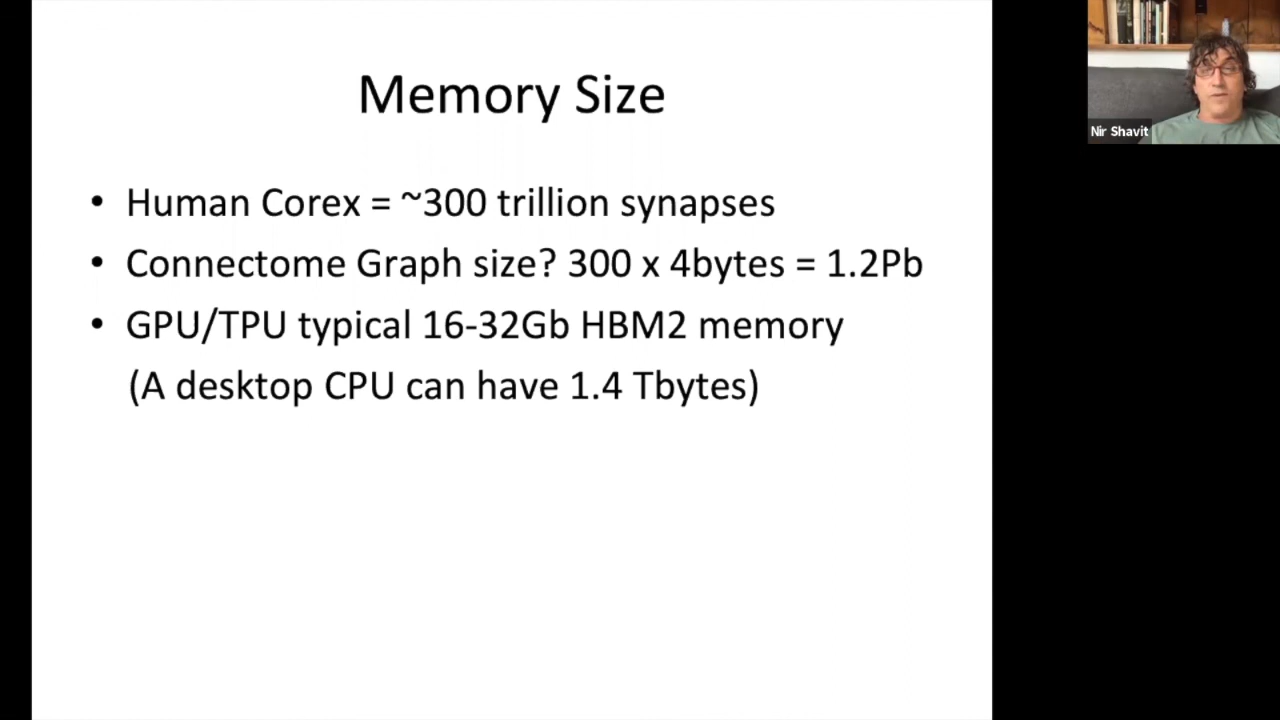 Memory Size
• Human Corex = ~300 trillion synapses
• Connectome Graph size? 300 x 4bytes = 1.2Pb
• GPU/TPU typical 16-32Gb HBM2 memory
(A desktop CPU can have 1.4 Tbytes)
Nir Shavit